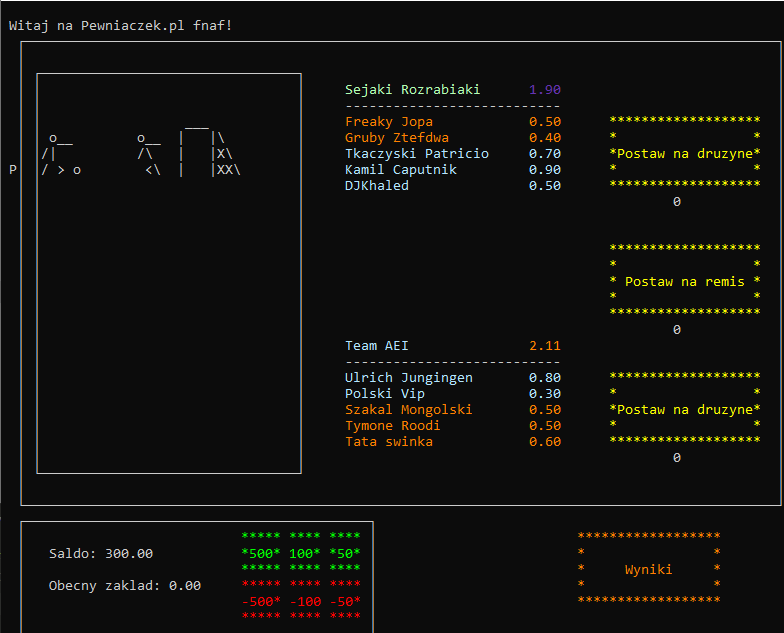 Witaj na Pewniaczek.pl fnaf!
Sejaki Rozrabiaki 1.90
---------------------------
Freaky Jopa 0.50
Gruby Ztefdwa 0.40
Tkaczyski Patricio 0.70
Kamil Caputnik 0.90
DJKhaled 0.50
*******************
* *
*Postaw na druzyne*
* *
*******************
0
*******************
* *
* Postaw na remis *
* *
*******************
0
___
o__ o__ | |\
/| /\ | |X\
P / > o <\ | |XX\
Team AEI 2.11
---------------------------
Ulrich Jungingen 0.80
Polski Vip 0.30
Szakal Mongolski 0.50
Tymone Roodi 0.50
Tata swinka 0.60
*******************
* *
*Postaw na druzyne*
* *
*******************
0
Saldo: 300.00
Obecny zaklad: 0.00
***** **** ****
*500* 100* *50*
***** **** ****
***** **** ****
-500* -100 -50*
***** **** ****
******************
* *
* Wyniki *
* *
******************